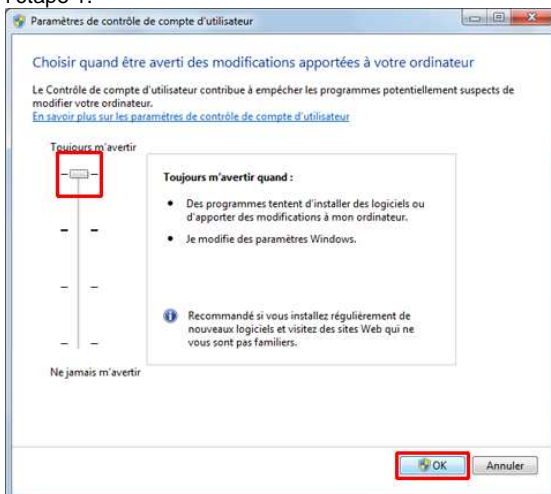 l'étape 1.
Paramètres de contrôle de compte d'utilisateur
Choisir quand être averti des modifications apportées à votre ordinateur
Le Contrôle de compte d'utilisateur contribue à empêcher les programmes potentiellement suspects de
modifier votre ordinateur.
En savoir plus sur les paramètres de contrôle de compte d'utilisateur
Toujours m'avertir
Toujours m'avertir quand :
• Des programmes tentent d'installer des logiciels ou
d'apporter des modifications à mon ordinateur.
• Je modifie des paramètres Windows.
Recommandé si vous installez régulièrement de
nouveaux logiciels et visitez des sites Web qui ne
vous sont pas familiers.
Ne jamais m'avertir
OK
Annuler